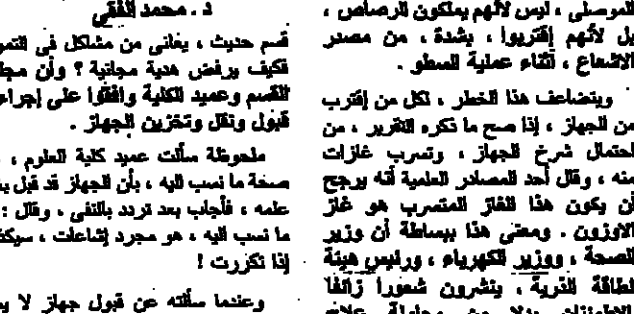 الموصلى ، ليس لأنهم يملكون الرصاص ،
بل لأنهم إقتربوا ، بشدة ، من مصدر
الاشعاع ، اثناء عملية السطو .
ويتضاعف هذا الخطر ، لكل من إقترب
من الجهاز ، إذا صح ما ذكره التقرير ، من
احتمال شرخ الجهاز ، وتسرب غازات
منه ، وقال أحد المصادر العلمية أنه يرجح
أن يكون هذا الغاز المتسرب هو غاز
الاوزون . ومعنى هذا ببساطة أن وزير
الصحة ، ووزير الكهرباء ، ورئيس هيئة
الطاقة الذرية ، ينشرون شعورا زائفا
محاولة علاج
د . محمد الفقى
قسم حديث ، يعانى من مشاكل فى
فكيف يرفض هدية مجانية ؟ وأن
القسم وعميد الكلية وافقوا على
قبول ونقل وتخزين الجهاز .
ملحوظة سألت عميد كلية العلوم ،
صحة ما نسب اليه ، بأن الجهاز قد قبل
علمه ، فأجاب بعد تردد بالنفى ، وقال :
ما نسب اليه ، هو مجرد إشاعات ،
إذا تكررت !
وعندما سألته عن قبول جهاز لا